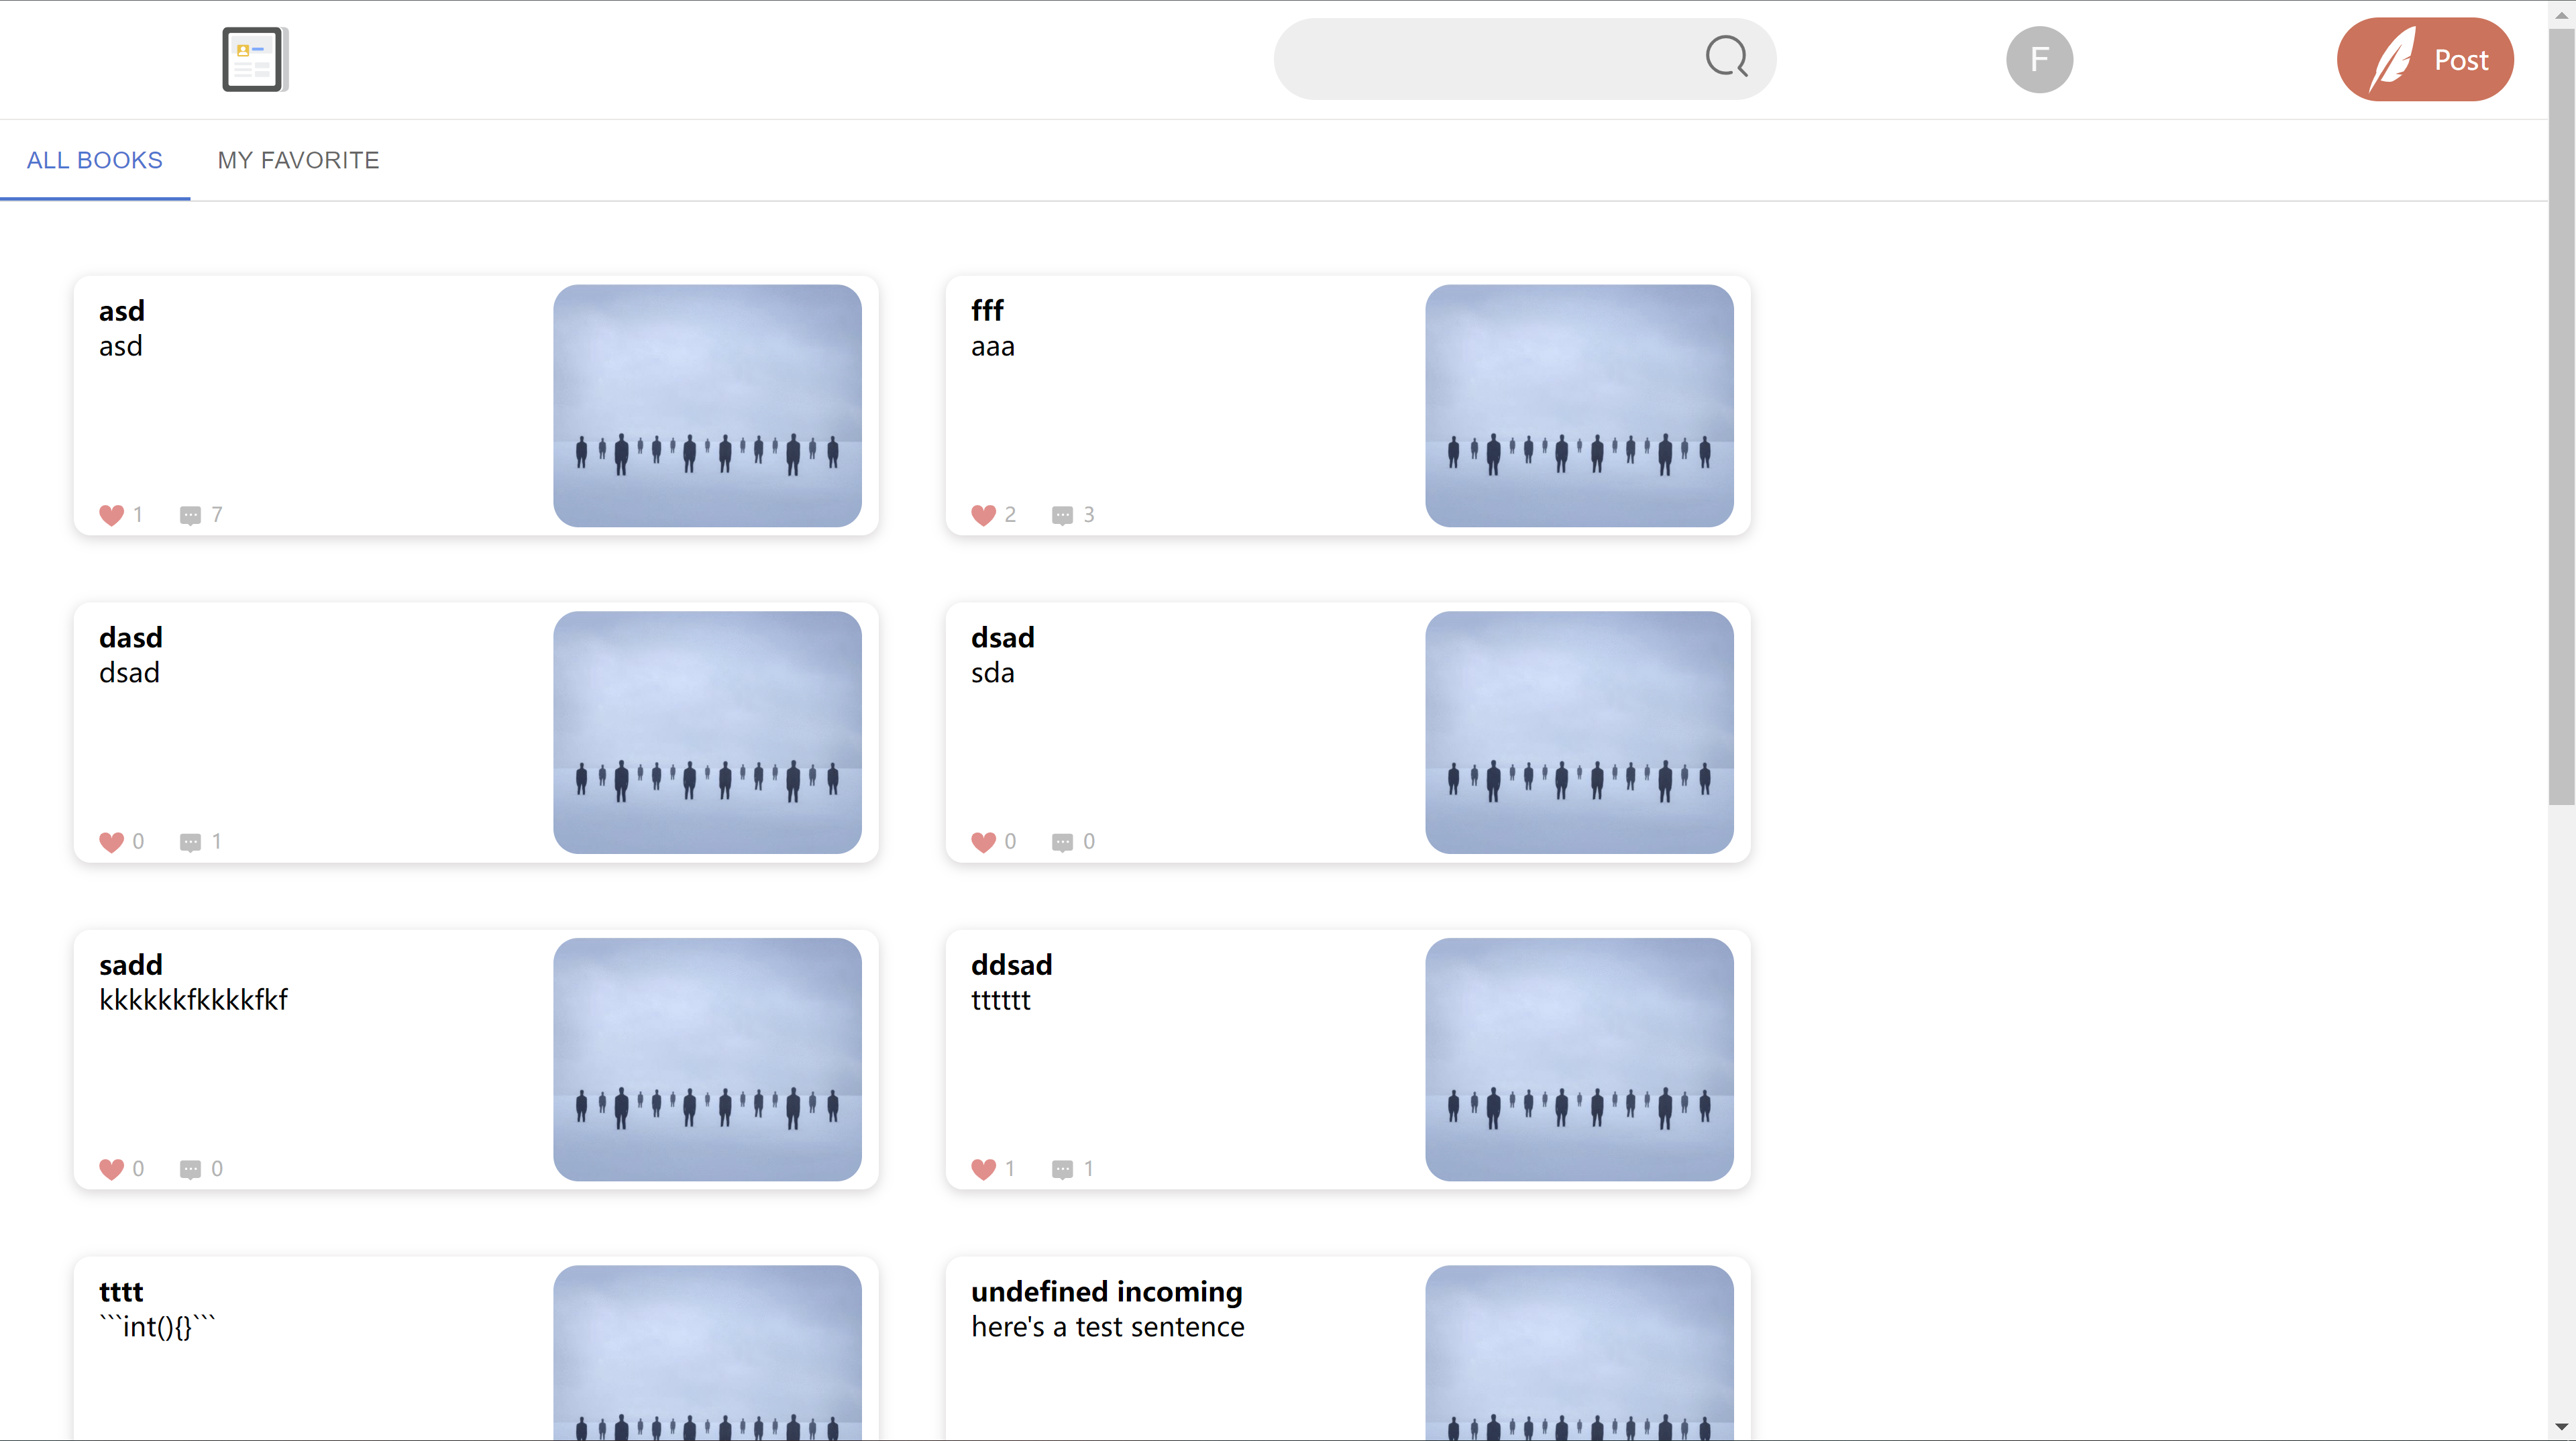 F
Post
ALL BOOKS
MY FAVORITE
asd
asd
1
7
fff
aaa
2
3
dasd
dsad
0
1
dsad
sda
0
0
sadd
kkkkkkfkkkkfkf
0
0
ddsad
tttttt
1
1
tttt
```int(){}```
undefined incoming
here's a test sentence